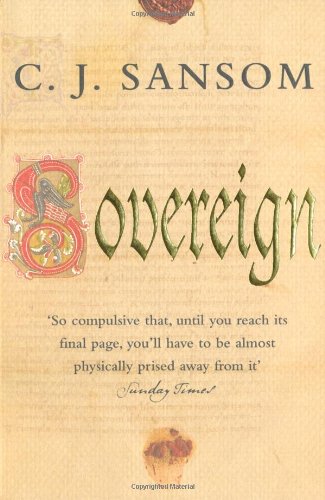 C. J. SANSOM
Sovereign
‘So compulsive that, until you reach its
final page, you’ll have to be almost
physically prised away from it’
Sunday Times